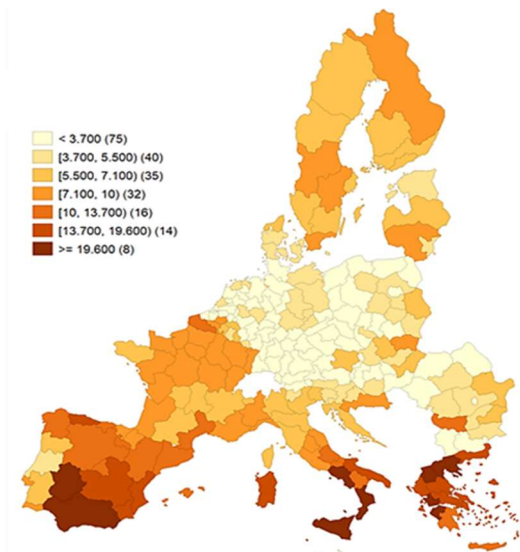 < 3.700 (75)
[3.700, 5.500) (40)
[5.500, 7.100) (35)
[7.100, 10) (32)
[10, 13.700) (16)
[13.700, 19.600) (14)
>= 19.600 (8)